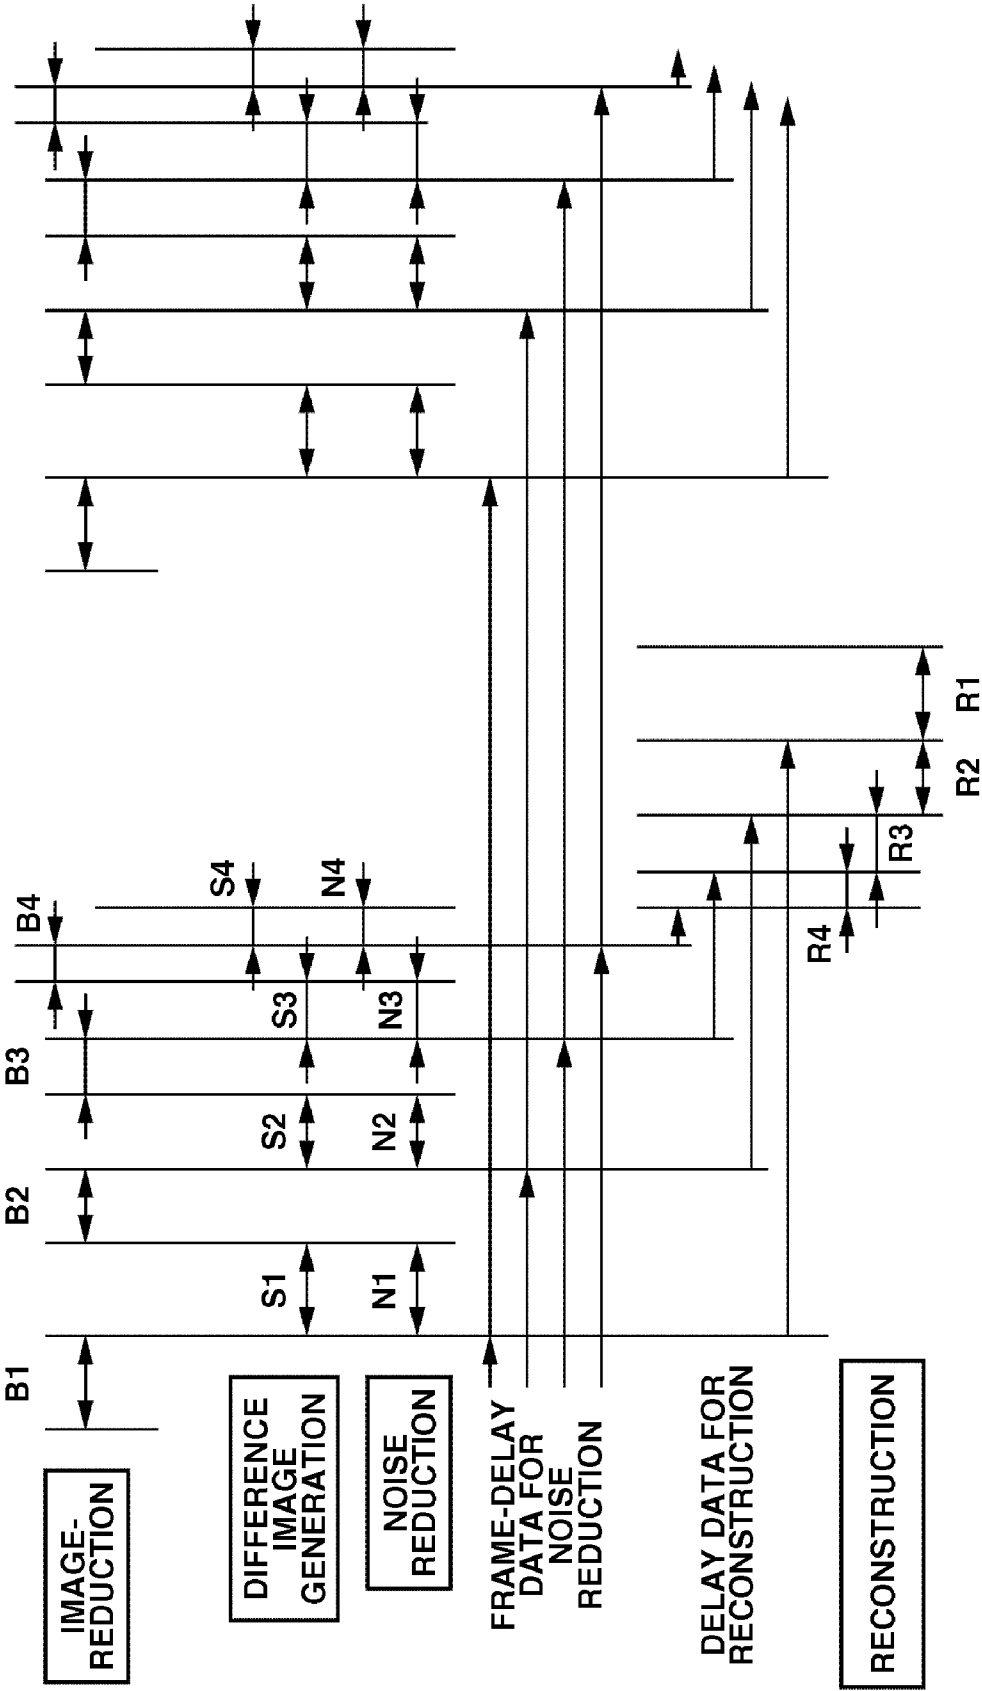 B1
B2
B3
B4
IMAGE-
REDUCTION
S1
S2
S3
S4
DIFFERENCE
IMAGE
GENERATION
N1
N2
N3
N4
NOISE
REDUCTION
FRAME-DELAY
DATA FOR
NOISE
REDUCTION
DELAY DATA FOR
RECONSTRUCTION
R4
R3
R2
R1
RECONSTRUCTION